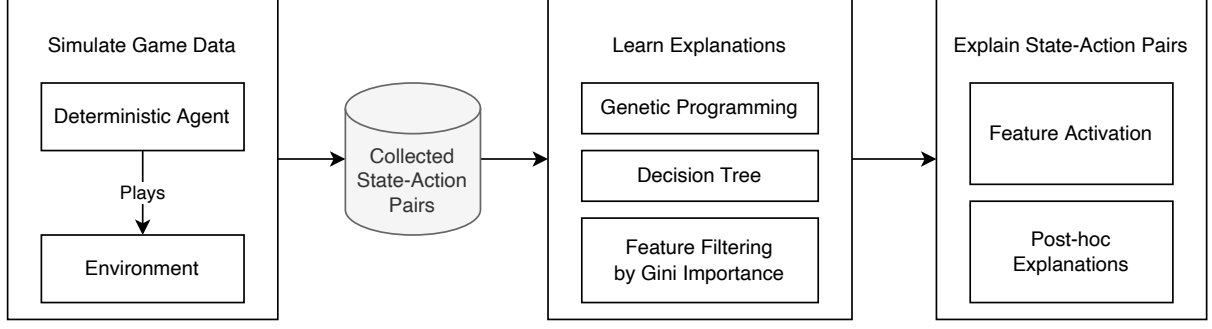 Simulate Game Data
Deterministic Agent
Plays
Environment
Collected
State-Action
Pairs
Learn Explanations
Genetic Programming
Decision Tree
Feature Filtering
by Gini Importance
Explain State-Action Pairs
Feature Activation
Post-hoc
Explanations